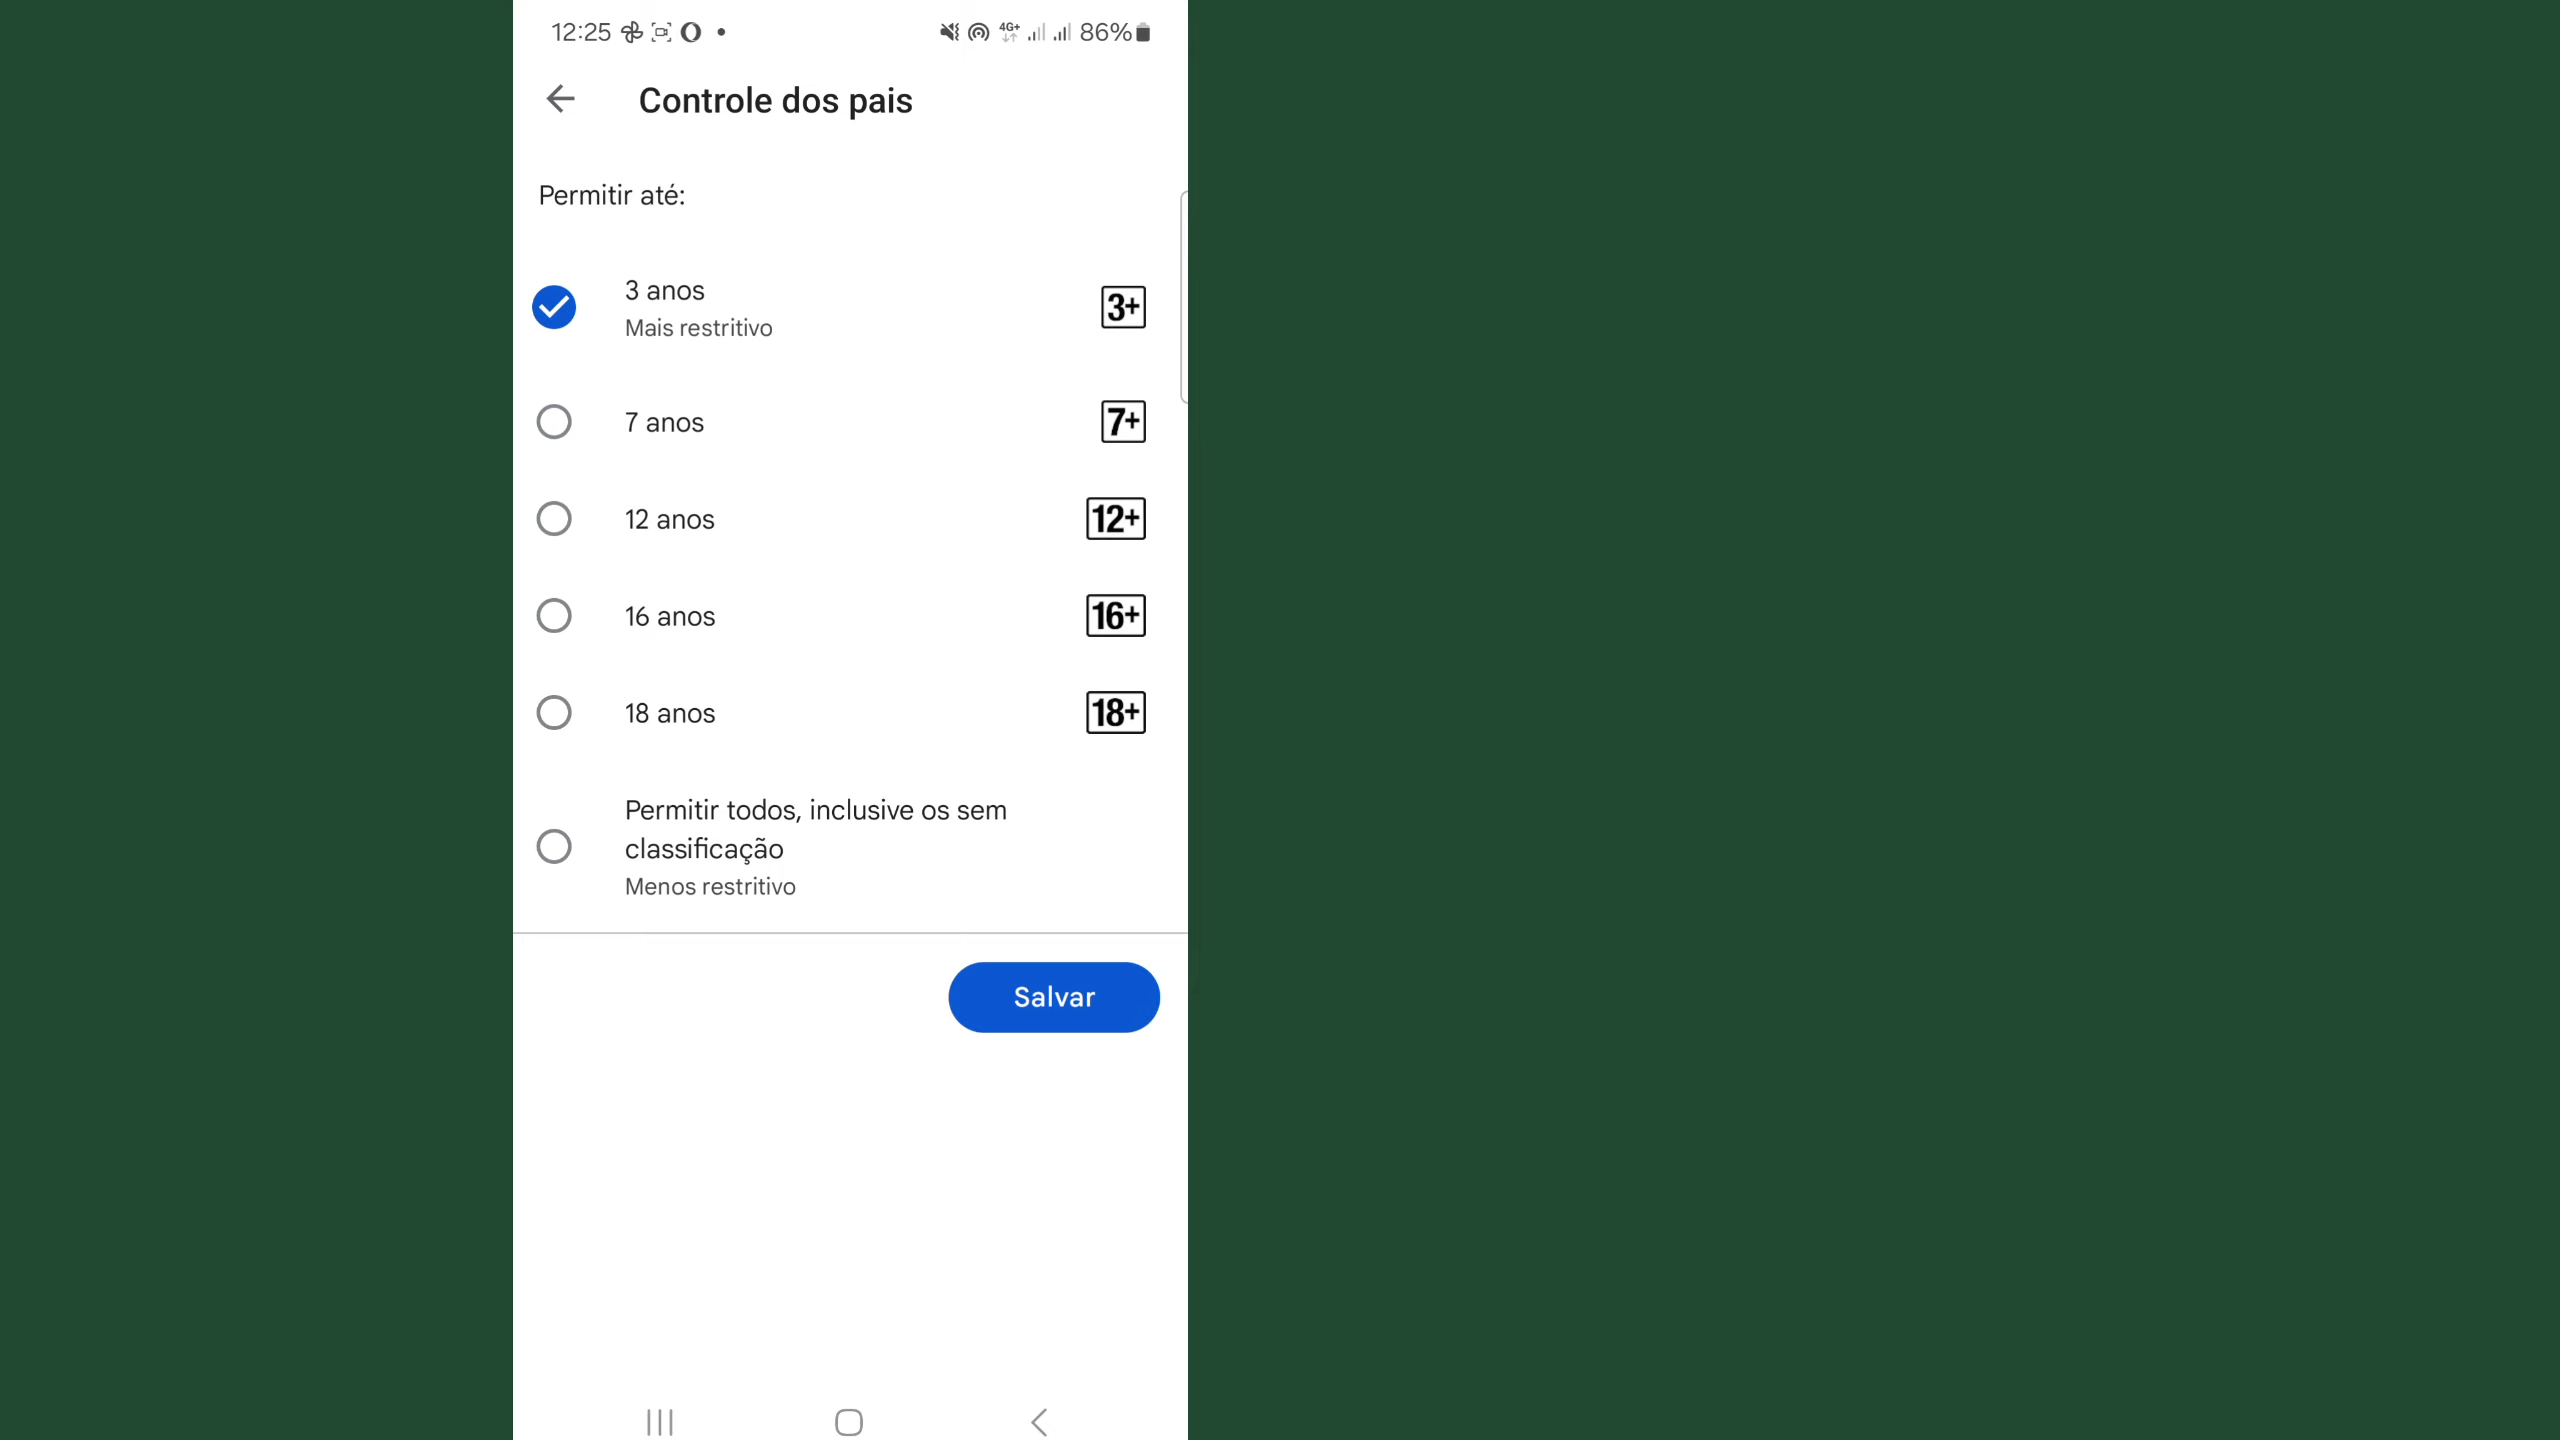 12:25 4G+ 86%
Controle dos pais
Permitir até:
3 anos 3+
Mais restritivo
7 anos 7+
12 anos 12+
16 anos 16+
18 anos 18+
Permitir todos, inclusive os sem
classificação
Menos restritivo
Salvar